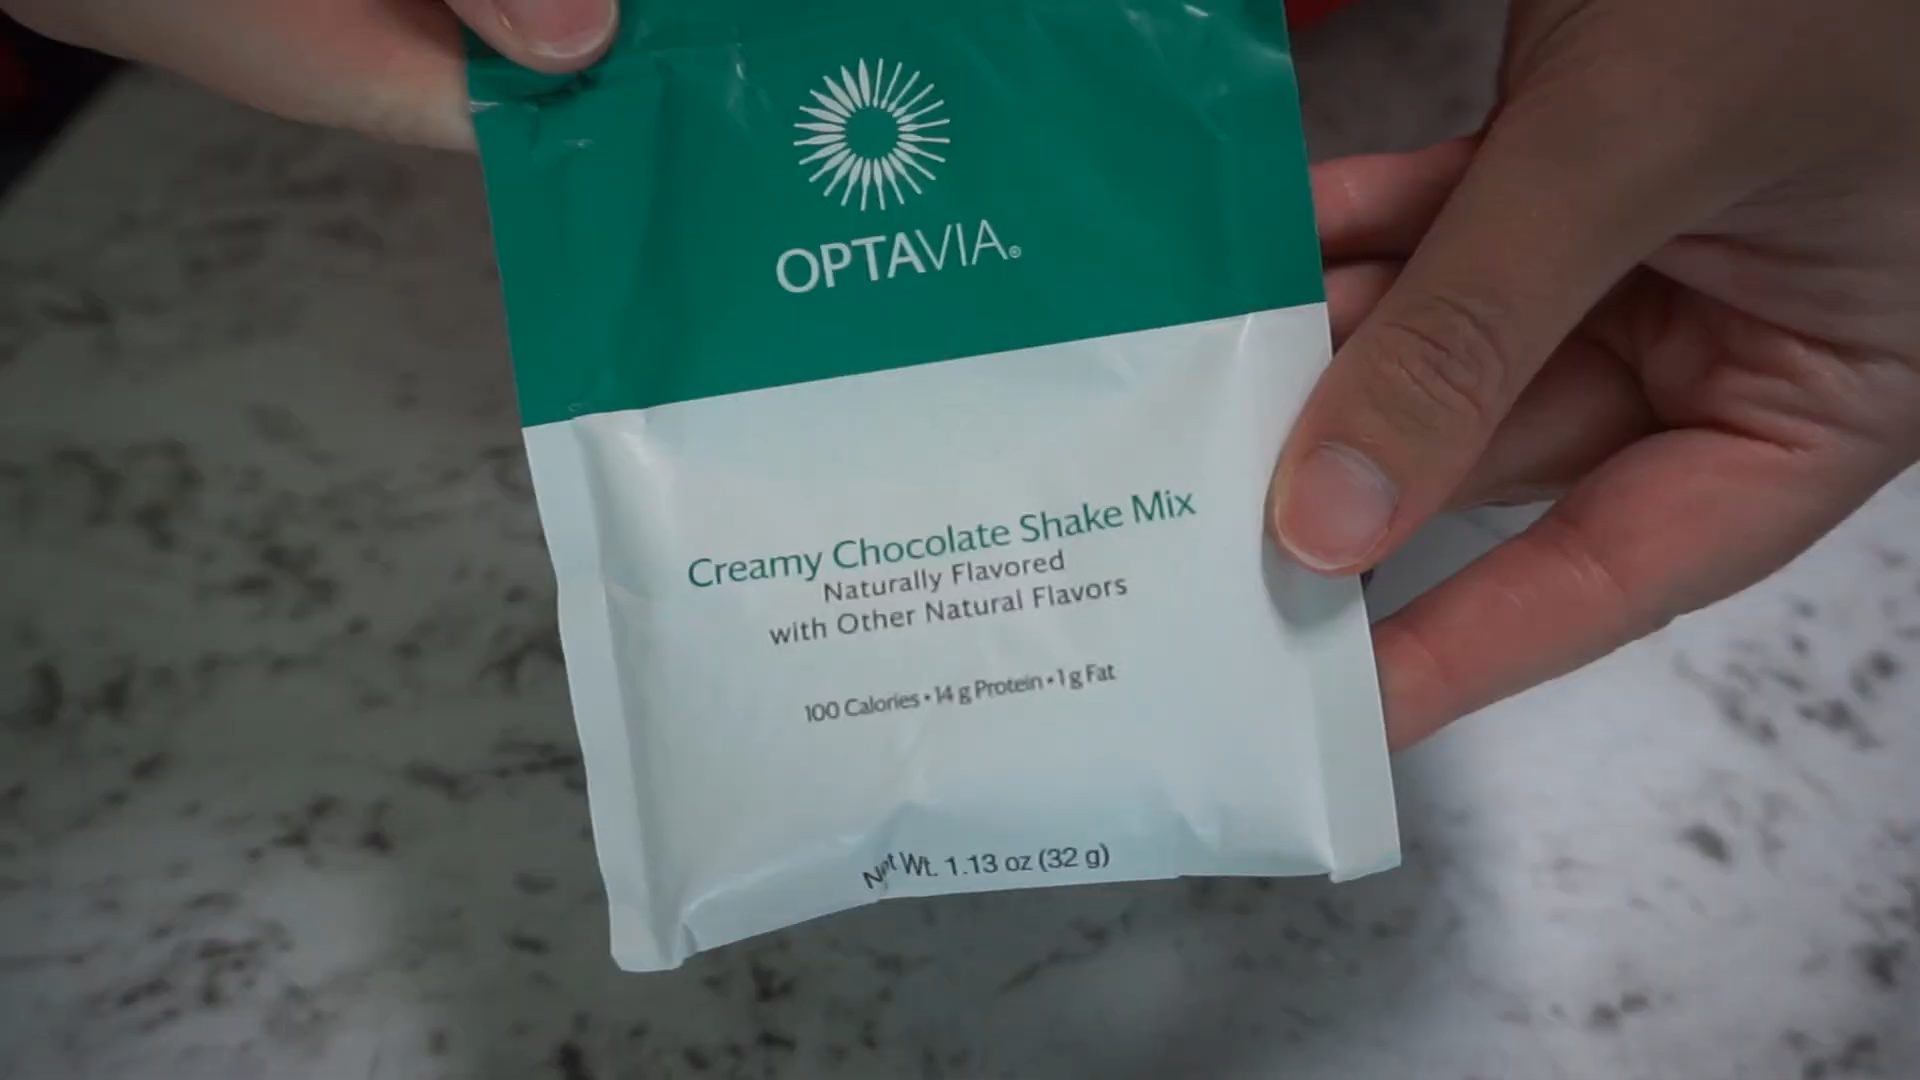 OPTAVIA®
Creamy Chocolate Shake Mix
Naturally Flavored
with Other Natural Flavors
100 Calories • 14 g Protein • 1 g Fat
Net Wt. 1.13 oz (32 g)